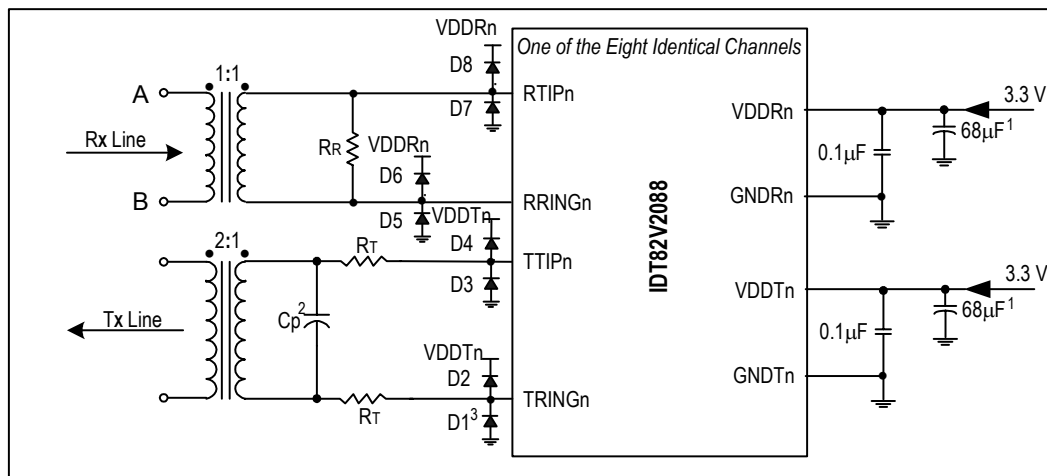 One of the Eight Identical Channels
VDDRn
D8
1:1
A
RTIPn
D7
VDDRn
3.3 V
Rx Line
RR
VDDRn
D6
0.1µF
68µF1
B
RRINGn
GNDRn
D5
VDDTn
D4
2:1
RT
TTIPn
D3
IDT82V2088
VDDTn
3.3 V
Tx Line
Cp2
0.1µF
68µF1
VDDTn
D2
GNDTn
TRINGn
RT
D13